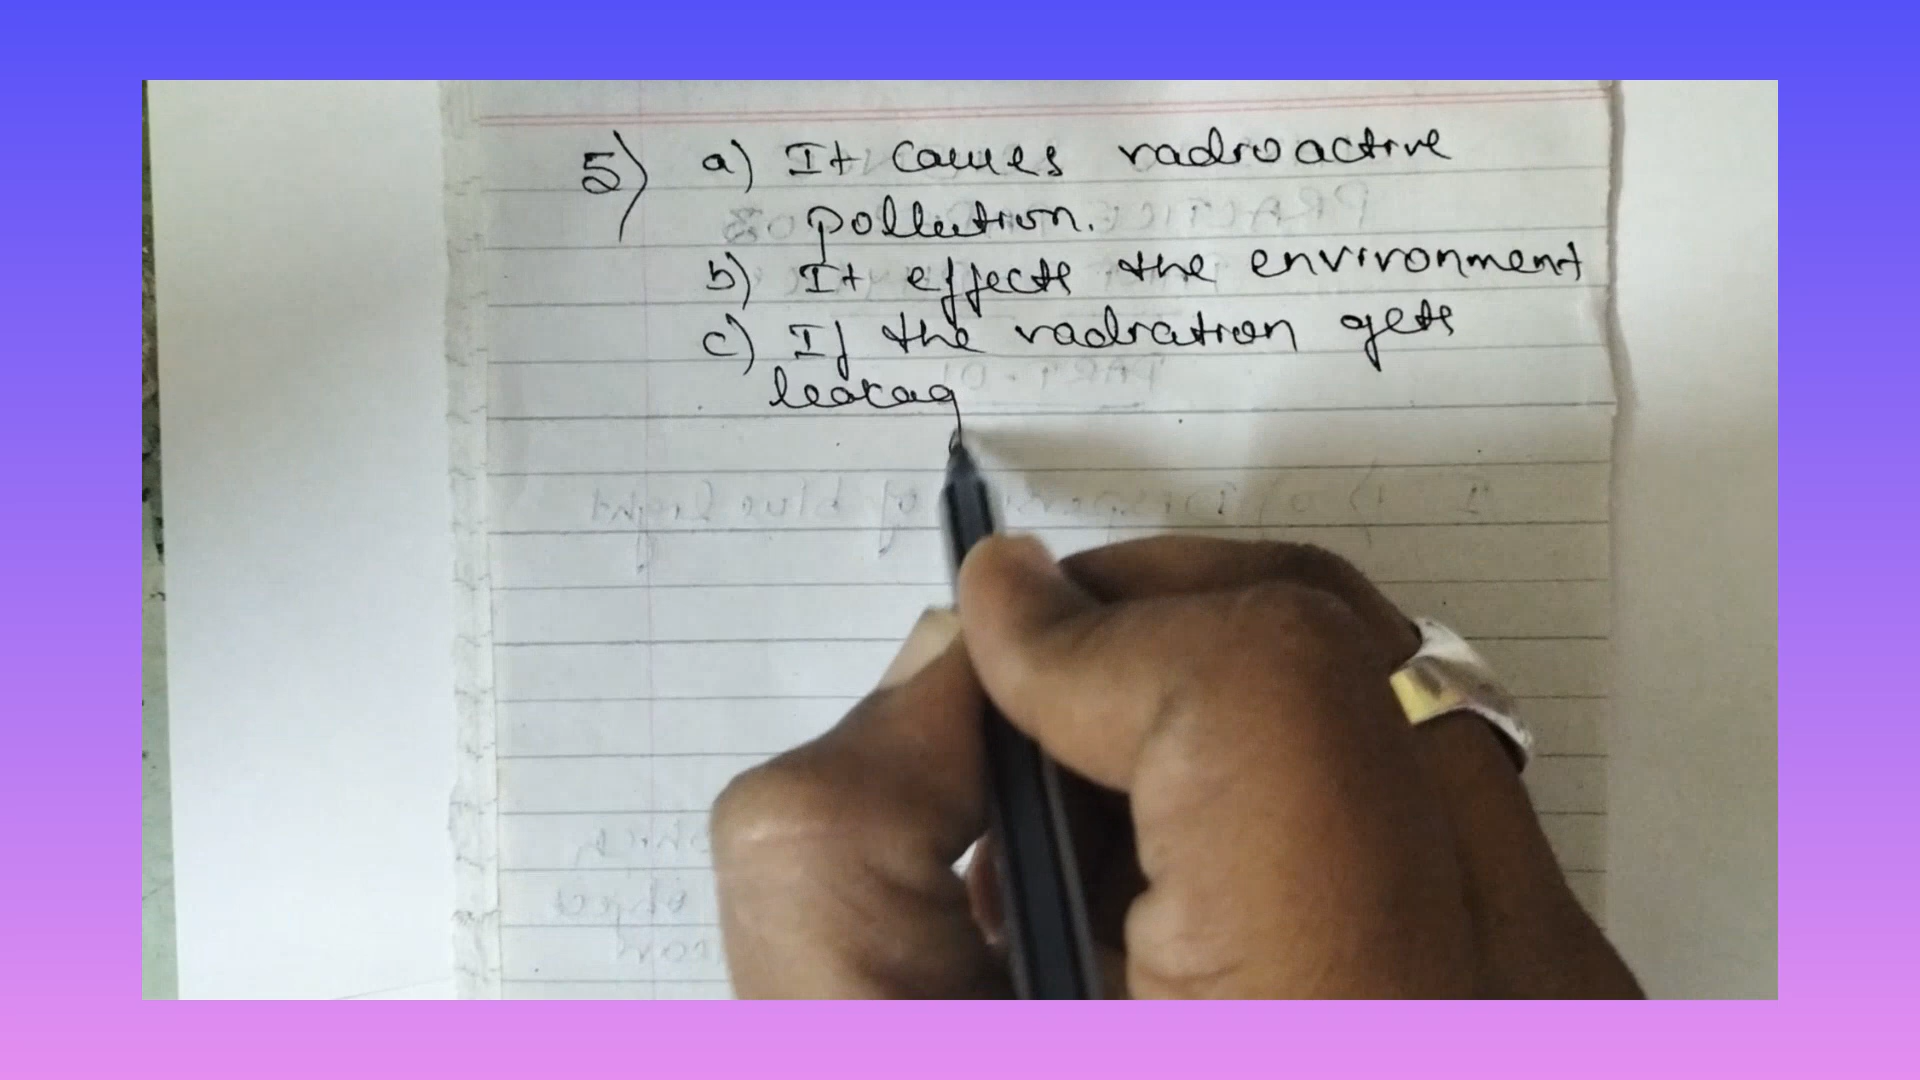 5) a) It causes radioactive
pollution.
b) It effects the environment
c) If the radiation gets
leakag